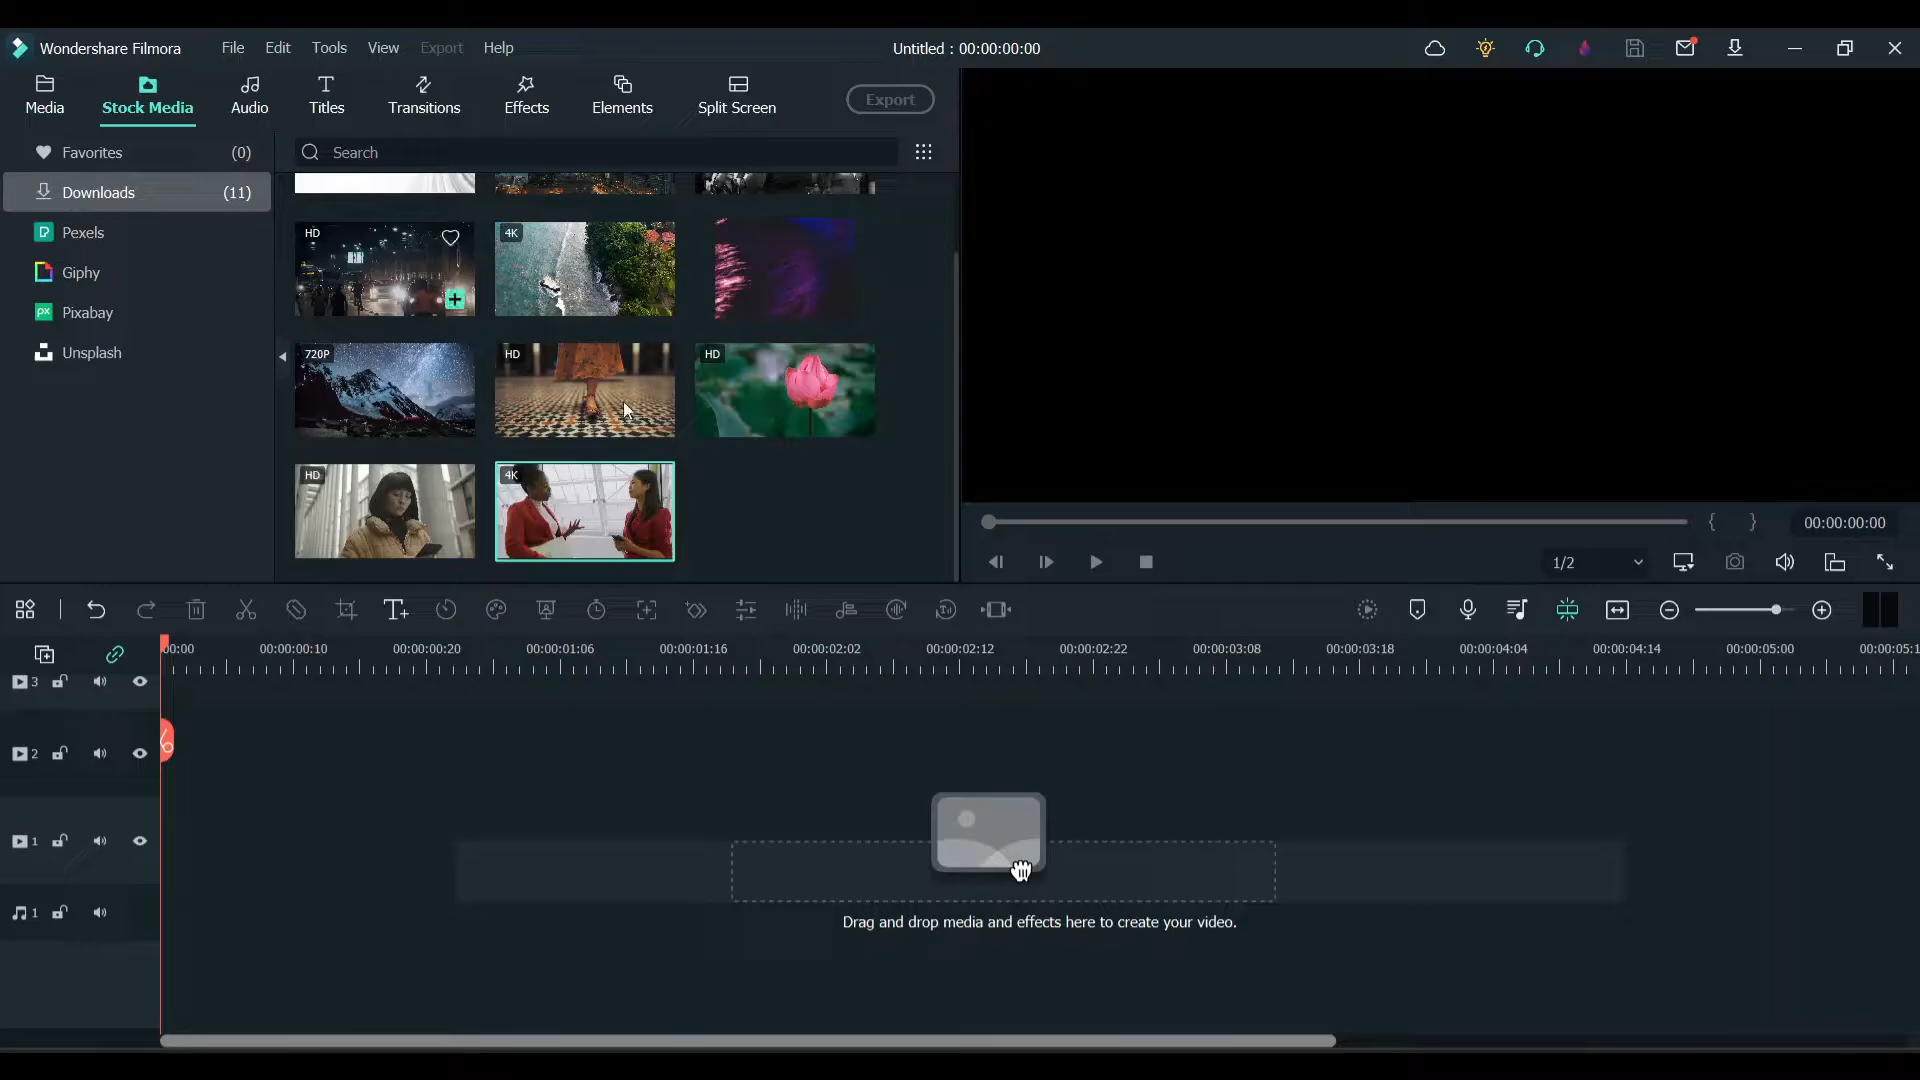 Wondershare Filmora File Edit Tools View Export Help Untitled : 00:00:00:00
Media Stock Media Audio Titles Transitions Effects Elements Split Screen Export
Favorites (0)
Search
Downloads (11)
Pexels
Giphy
Pixabay
Unsplash
HD 4K
720P HD HD
HD 4K
{ } 00:00:00:00
1/2
00:00 00:00:00:10 00:00:00:20 00:00:01:06 00:00:01:16 00:00:02:02 00:00:02:12 00:00:02:22 00:00:03:08 00:00:03:18 00:00:04:04 00:00:04:14 00:00:05:00 00:00:05:1
3
2
1
1
Drag and drop media and effects here to create your video.